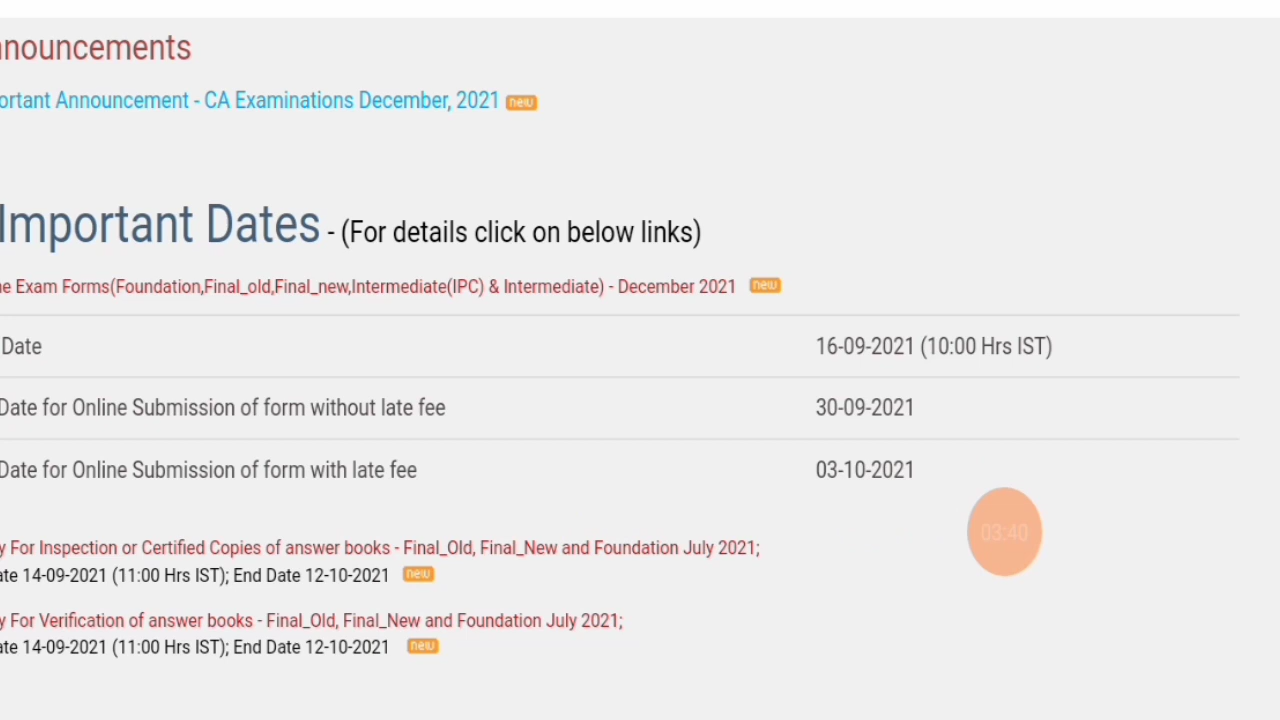 nnouncements
ortant Announcement - CA Examinations December, 2021 new
Important Dates - (For details click on below links)
ne Exam Forms(Foundation,Final_old,Final_new,Intermediate(IPC) & Intermediate) - December 2021 new
Date 16-09-2021 (10:00 Hrs IST)
Date for Online Submission of form without late fee 30-09-2021
Date for Online Submission of form with late fee 03-10-2021
03:40
y For Inspection or Certified Copies of answer books - Final_Old, Final_New and Foundation July 2021;
ate 14-09-2021 (11:00 Hrs IST); End Date 12-10-2021 new
y For Verification of answer books - Final_Old, Final_New and Foundation July 2021;
ate 14-09-2021 (11:00 Hrs IST); End Date 12-10-2021 new